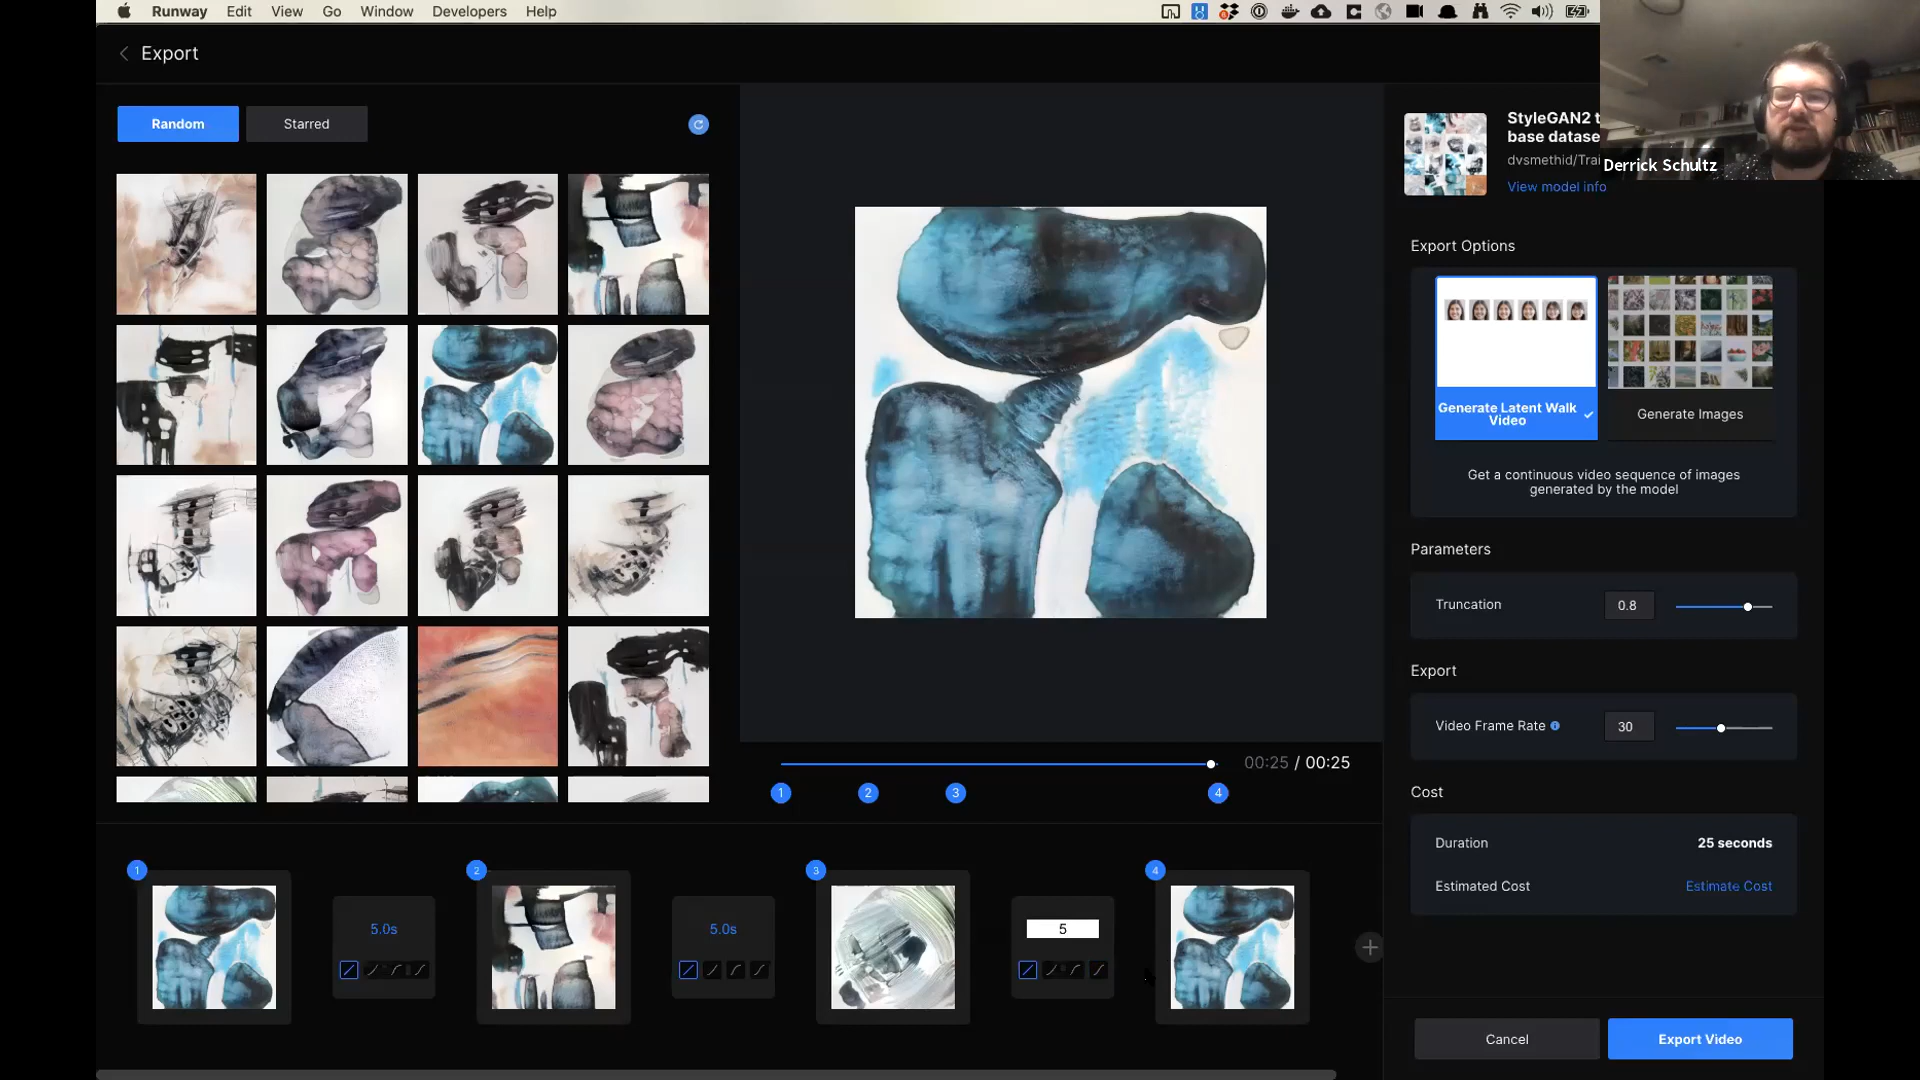 Runway Edit View Go Window Developers Help
Export
Random Starred
StyleGAN2
base datase
dvsmethid/Trai
View model info
Derrick Schultz
Export Options
Generate Latent Walk
Video
Generate Images
Get a continuous video sequence of images
generated by the model
Parameters
Truncation 0.8
Export
Video Frame Rate 30
00:25 / 00:25
1 2 3 4
Cost
Duration 25 seconds
Estimated Cost Estimate Cost
1 2 3 4
5.0s 5.0s 5
Cancel Export Video